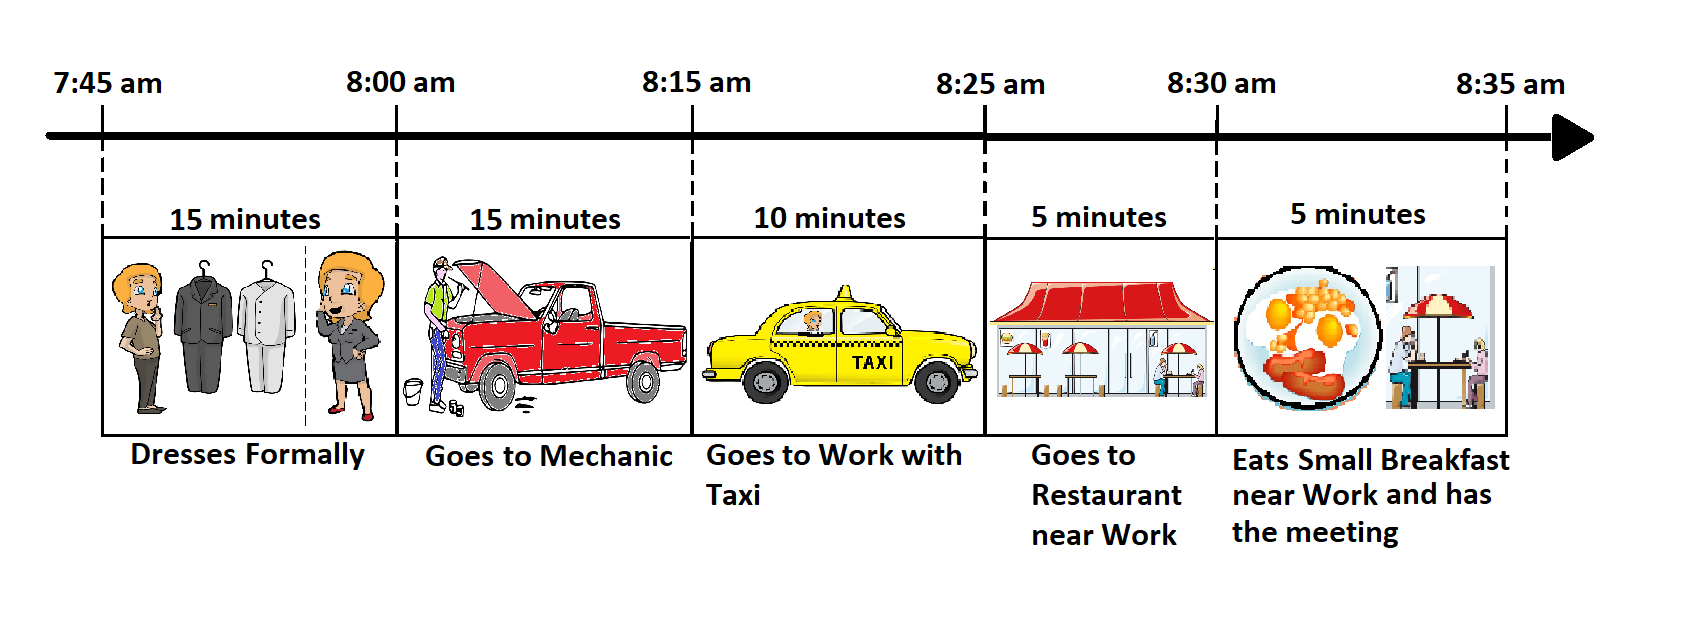 7:45 am
8:00 am
8:15 am
8:25 am
8:30 am
8:35 am
15 minutes
15 minutes
10 minutes
5 minutes
5 minutes
TAXI
Dresses Formally
Goes to Mechanic
Goes to Work with
Taxi
Goes to
Restaurant
near Work
Eats Small Breakfast
near Work and has
the meeting